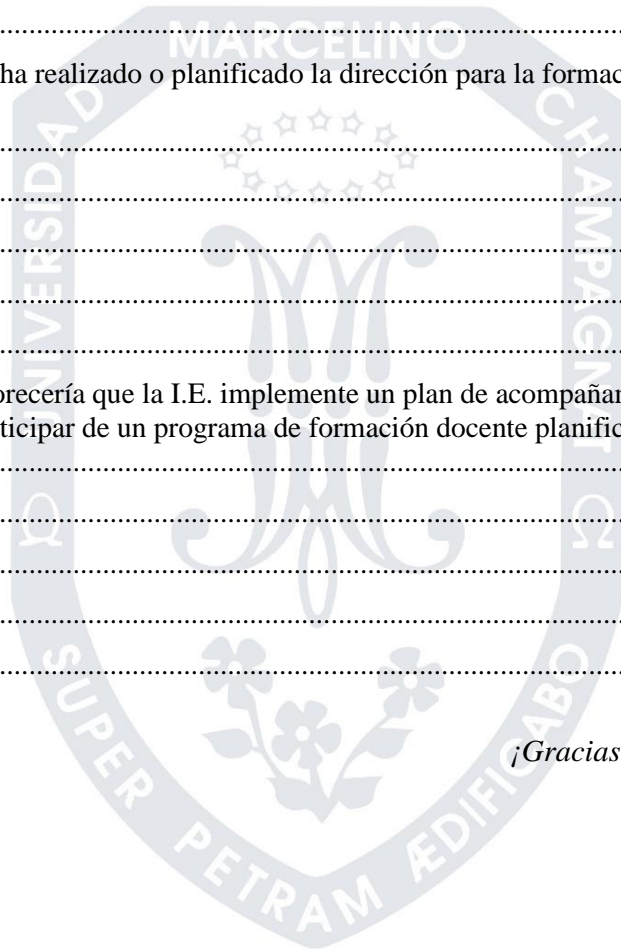 ................................................................
ha realizado o planificado la dirección para la formac
................................................................
................................................................
................................................................
................................................................
................................................................
orecería que la I.E. implemente un plan de acompañar
ticipar de un programa de formación docente planific
................................................................
................................................................
................................................................
................................................................
................................................................
¡Gracias
UNIVERSIDAD MARCELINO CHAMPAGNAT
SUPER PETRAM ÆDIFICABO